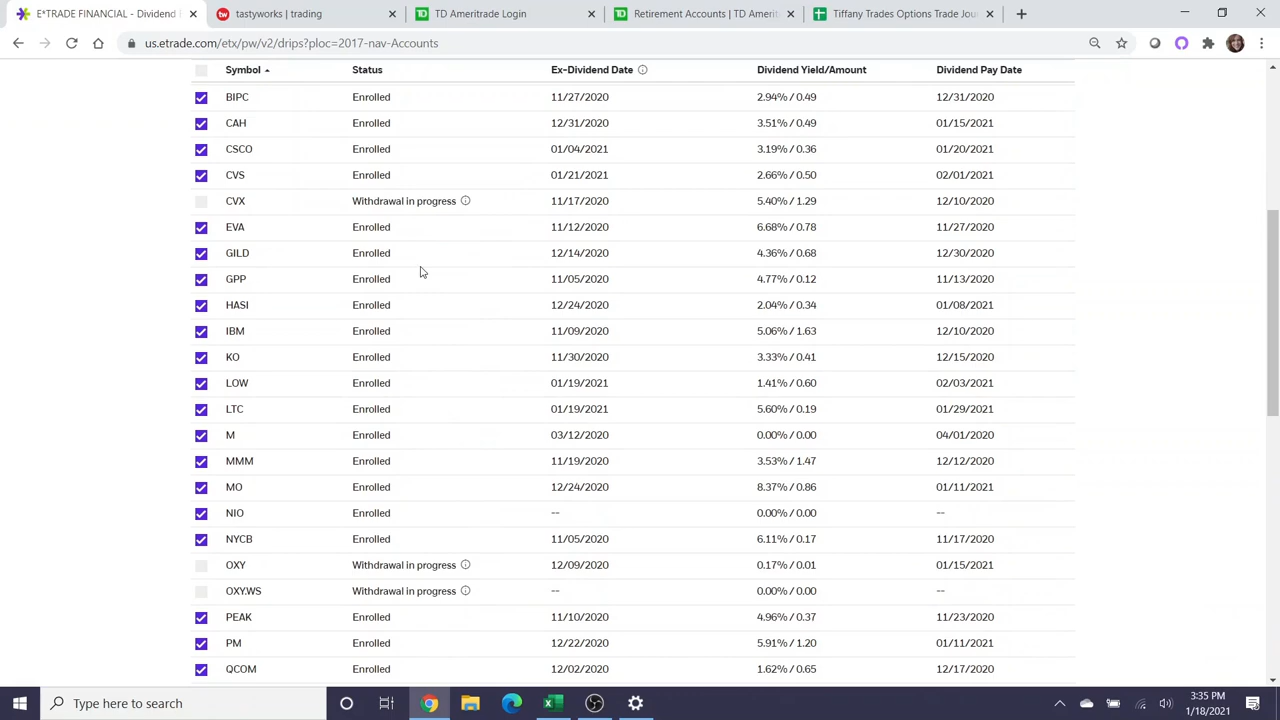 E*TRADE FINANCIAL - Dividend
tastyworks | trading
TD Ameritrade Login
Retirement Accounts | TD Amerit
Tiffany Trades Options Trade Jou
us.etrade.com/etx/pw/v2/drips?ploc=2017-nav-Accounts
Symbol Status Ex-Dividend Date Dividend Yield/Amount Dividend Pay Date
BIPC Enrolled 11/27/2020 2.94% / 0.49 12/31/2020
CAH Enrolled 12/31/2020 3.51% / 0.49 01/15/2021
CSCO Enrolled 01/04/2021 3.19% / 0.36 01/20/2021
CVS Enrolled 01/21/2021 2.66% / 0.50 02/01/2021
CVX Withdrawal in progress 11/17/2020 5.40% / 1.29 12/10/2020
EVA Enrolled 11/12/2020 6.68% / 0.78 11/27/2020
GILD Enrolled 12/14/2020 4.36% / 0.68 12/30/2020
GPP Enrolled 11/05/2020 4.77% / 0.12 11/13/2020
HASI Enrolled 12/24/2020 2.04% / 0.34 01/08/2021
IBM Enrolled 11/09/2020 5.06% / 1.63 12/10/2020
KO Enrolled 11/30/2020 3.33% / 0.41 12/15/2020
LOW Enrolled 01/19/2021 1.41% / 0.60 02/03/2021
LTC Enrolled 01/19/2021 5.60% / 0.19 01/29/2021
M Enrolled 03/12/2020 0.00% / 0.00 04/01/2020
MMM Enrolled 11/19/2020 3.53% / 1.47 12/12/2020
MO Enrolled 12/24/2020 8.37% / 0.86 01/11/2021
NIO Enrolled -- 0.00% / 0.00 --
NYCB Enrolled 11/05/2020 6.11% / 0.17 11/17/2020
OXY Withdrawal in progress 12/09/2020 0.17% / 0.01 01/15/2021
OXY.WS Withdrawal in progress -- 0.00% / 0.00 --
PEAK Enrolled 11/10/2020 4.96% / 0.37 11/23/2020
PM Enrolled 12/22/2020 5.91% / 1.20 01/11/2021
QCOM Enrolled 12/02/2020 1.62% / 0.65 12/17/2020
Type here to search
3:35 PM
1/18/2021